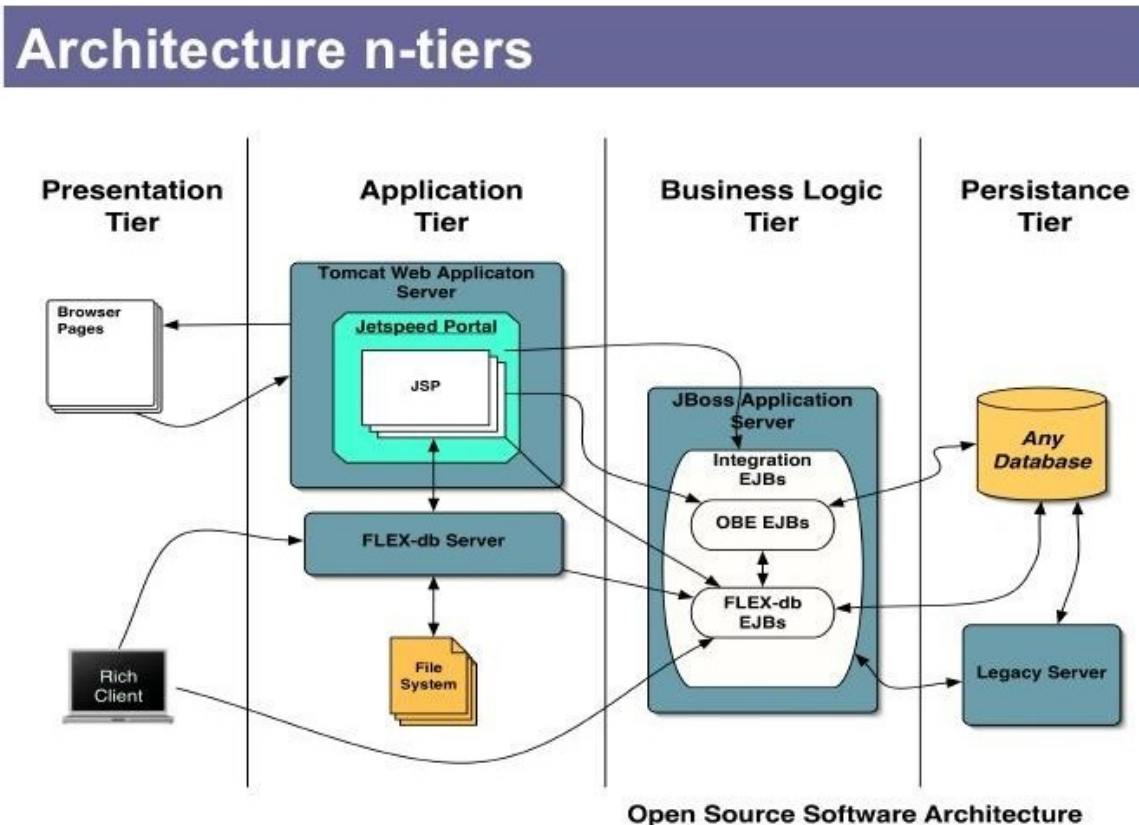 Architecture n-tiers
Presentation
Tier
Application
Tier
Business Logic
Tier
Persistance
Tier
Browser
Pages
Tomcat Web Applicaton
Server
Jetspeed Portal
JSP
FLEX-db Server
File
System
Rich
Client
JBoss Application
Server
Integration
EJBs
OBE EJBs
FLEX-db
EJBs
Any
Database
Legacy Server
Open Source Software Architecture